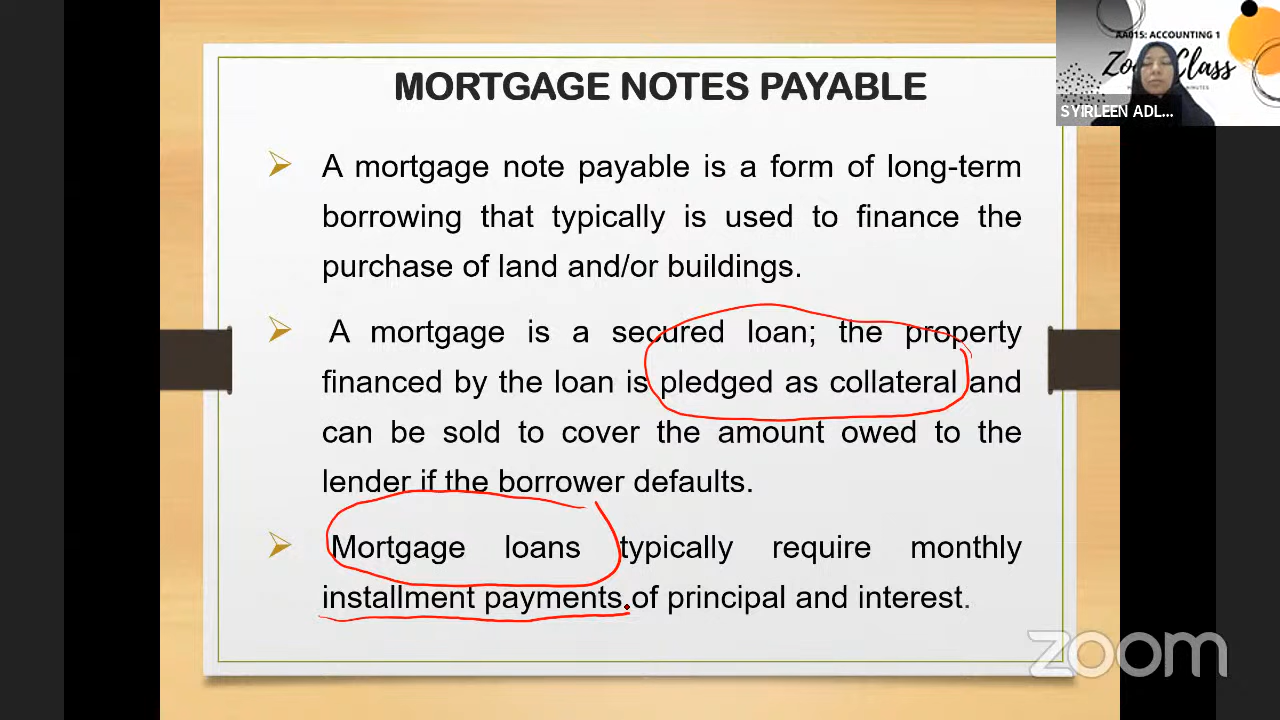 AA015: ACCOUNTING 1
Zoom Class
SYIRLEEN ADL...
MORTGAGE NOTES PAYABLE
A mortgage note payable is a form of long-term
borrowing that typically is used to finance the
purchase of land and/or buildings.
A mortgage is a secured loan; the property
financed by the loan is pledged as collateral and
can be sold to cover the amount owed to the
lender if the borrower defaults.
Mortgage loans typically require monthly
installment payments of principal and interest.
zoom